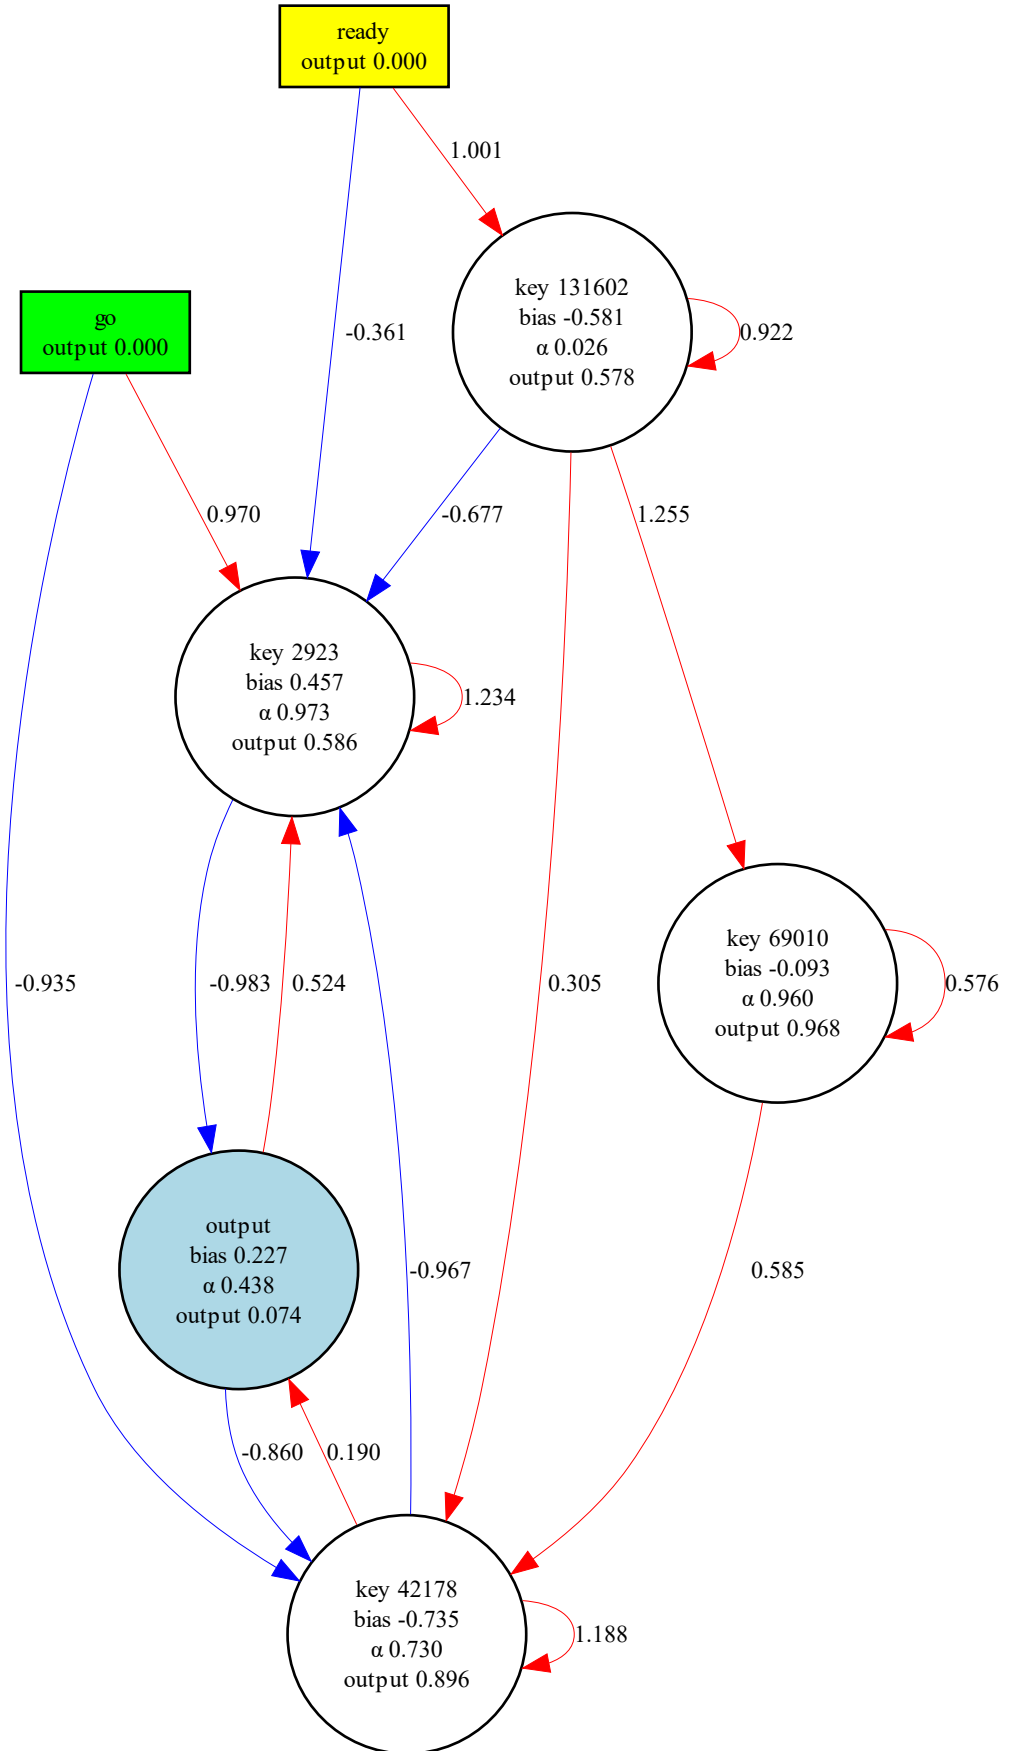 ready
output 0.000
1.001
key 131602
bias -0.581
α 0.026
output 0.578
0.922
go
output 0.000
-0.361
0.970
-0.677
1.255
key 2923
bias 0.457
α 0.973
output 0.586
1.234
key 69010
bias -0.093
α 0.960
output 0.968
0.576
-0.935
-0.983
0.524
0.305
output
bias 0.227
α 0.438
output 0.074
-0.967
0.585
-0.860
0.190
key 42178
bias -0.735
α 0.730
output 0.896
1.188